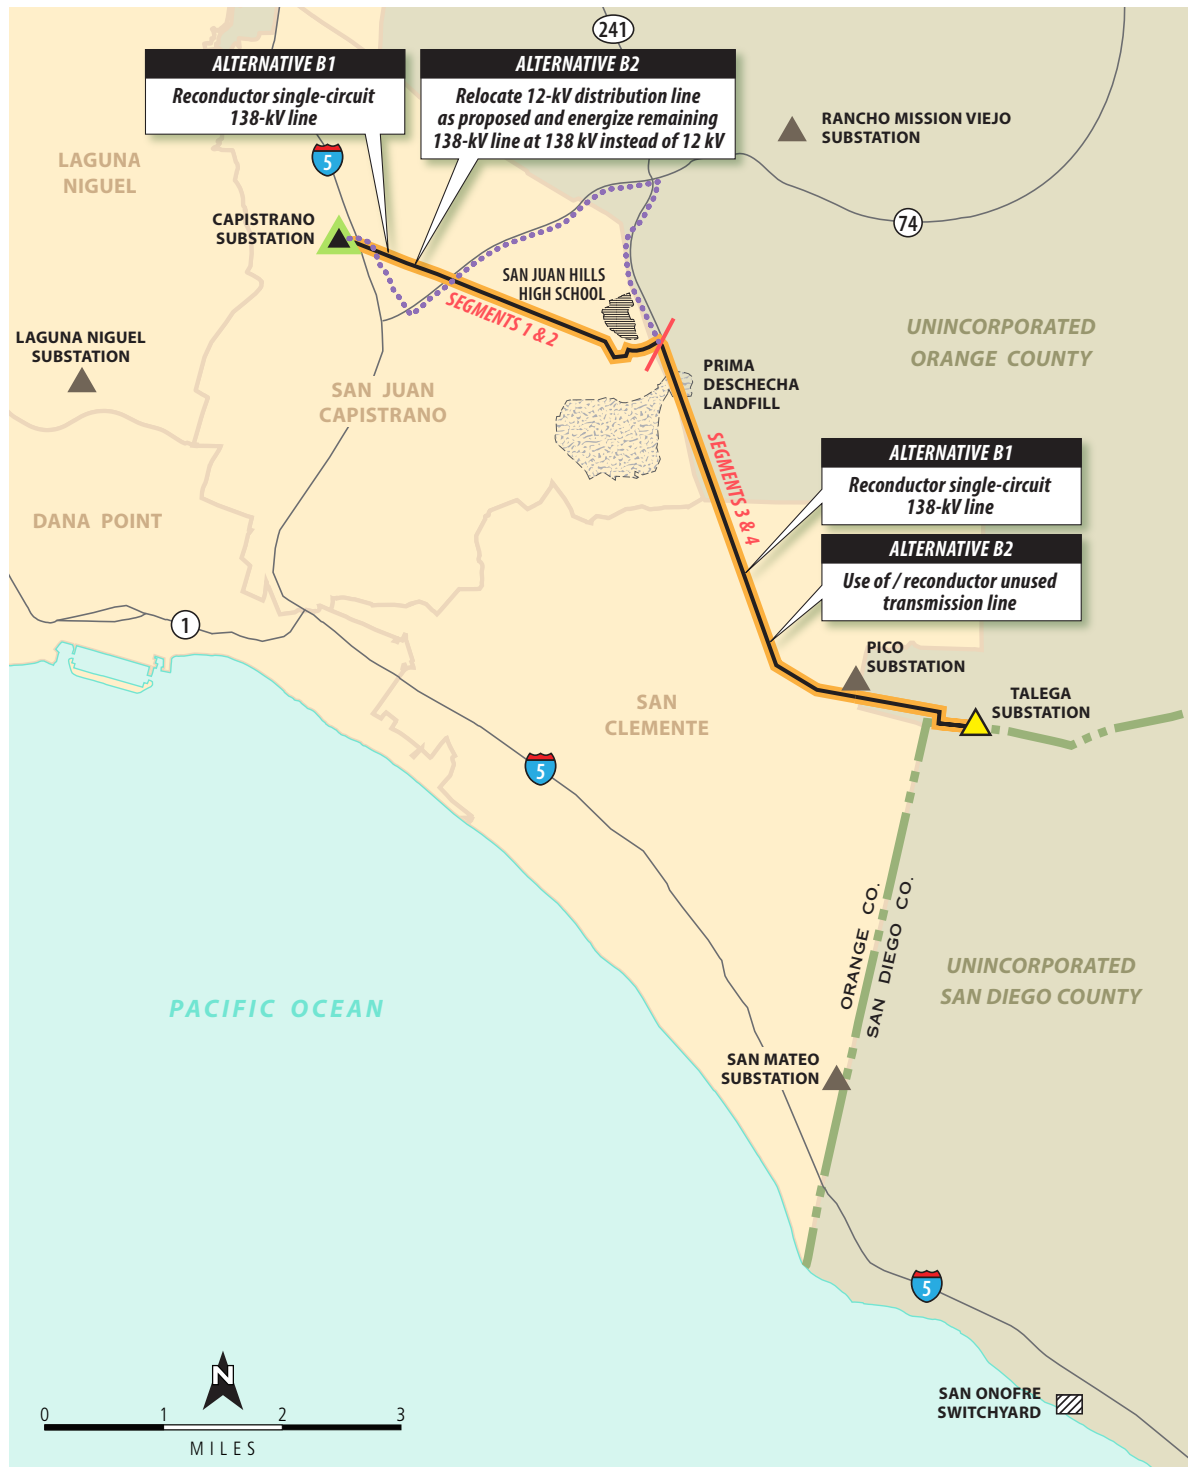 241
ALTERNATIVE B1
Reconductor single-circuit
138-kV line
ALTERNATIVE B2
Relocate 12-kV distribution line
as proposed and energize remaining
138-kV line at 138 kV instead of 12 kV
RANCHO MISSION VIEJO
SUBSTATION
LAGUNA
NIGUEL
5
CAPISTRANO
SUBSTATION
74
SAN JUAN HILLS
HIGH SCHOOL
SEGMENTS 1 & 2
LAGUNA NIGUEL
SUBSTATION
UNINCORPORATED
ORANGE COUNTY
PRIMA
DESCHECHA
LANDFILL
SAN JUAN
CAPISTRANO
SEGMENTS 3 & 4
ALTERNATIVE B1
Reconductor single-circuit
138-kV line
DANA POINT
ALTERNATIVE B2
Use of / reconductor unused
transmission line
1
PICO
SUBSTATION
SAN
CLEMENTE
TALEGA
SUBSTATION
5
ORANGE CO.
SAN DIEGO CO.
UNINCORPORATED
SAN DIEGO COUNTY
PACIFIC OCEAN
SAN MATEO
SUBSTATION
5
SAN ONOFRE
SWITCHYARD
N
0 1 2 3
MILES